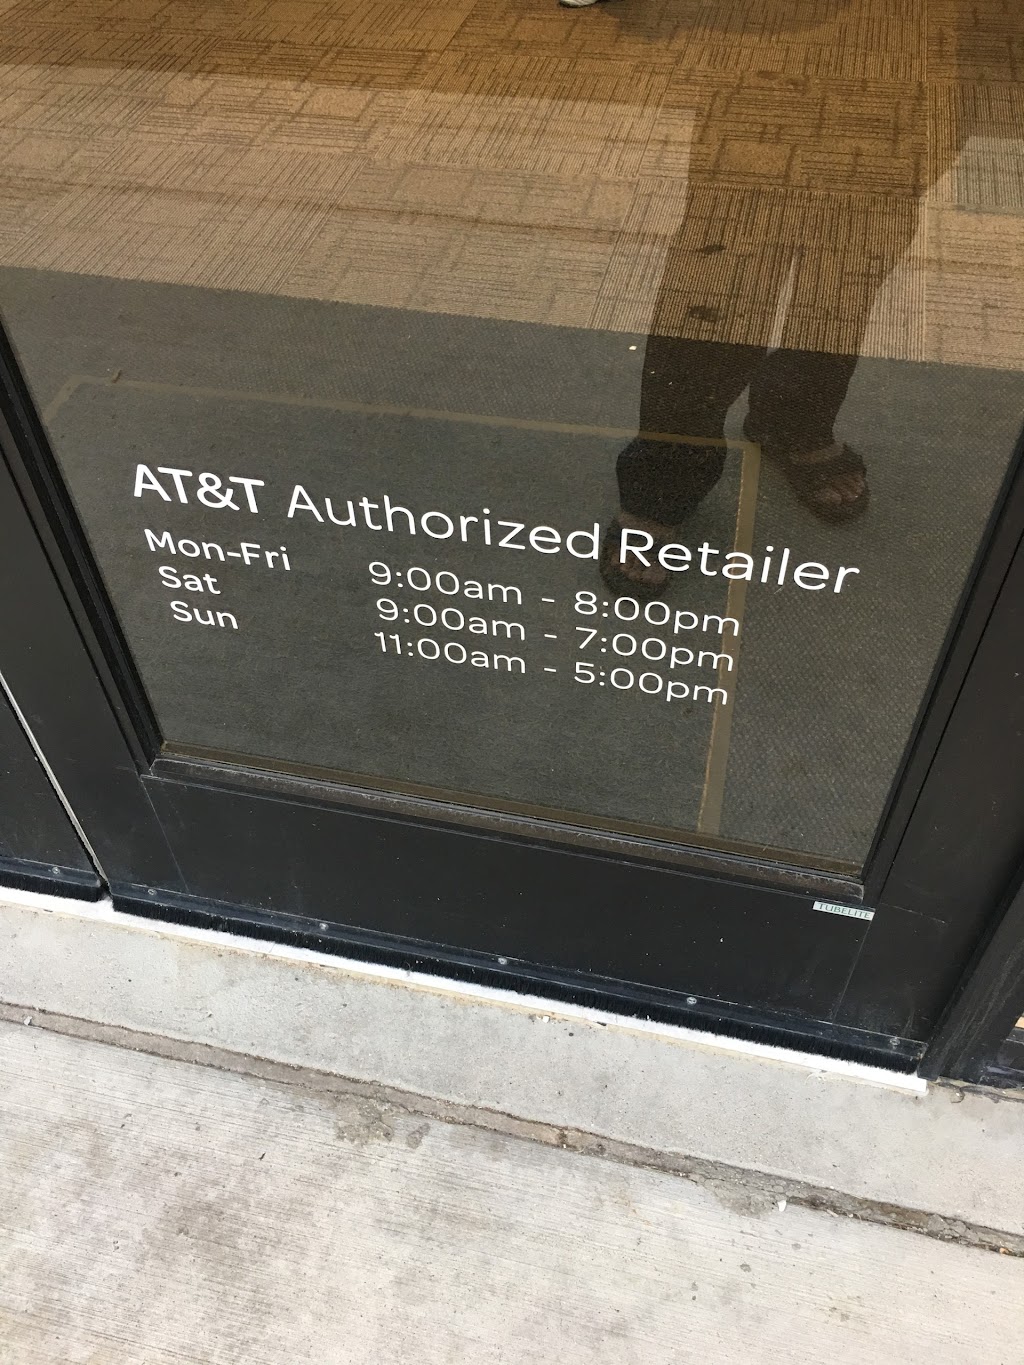 AT&T Authorized Retailer
Mon-Fri 9:00am - 8:00pm
Sat 9:00am - 7:00pm
Sun 11:00am - 5:00pm
TUBELITE